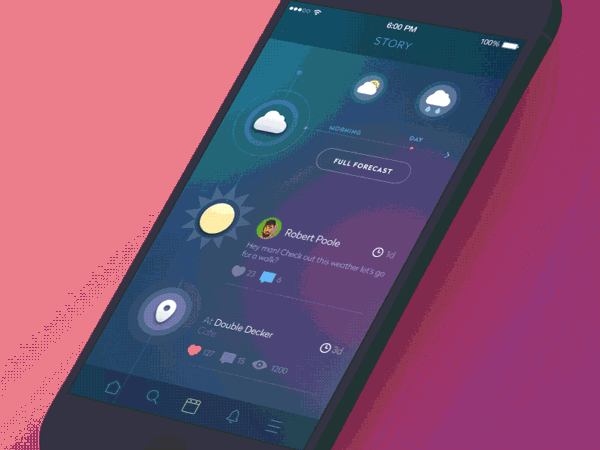 6:00 PM
100%
STORY
MORNING
DAY
FULL FORECAST
Robert Poole
1d
Hey man! Check out this weather let's go
for a walk?
23
6
At Double Decker
Cafe
3d
127
15
1200